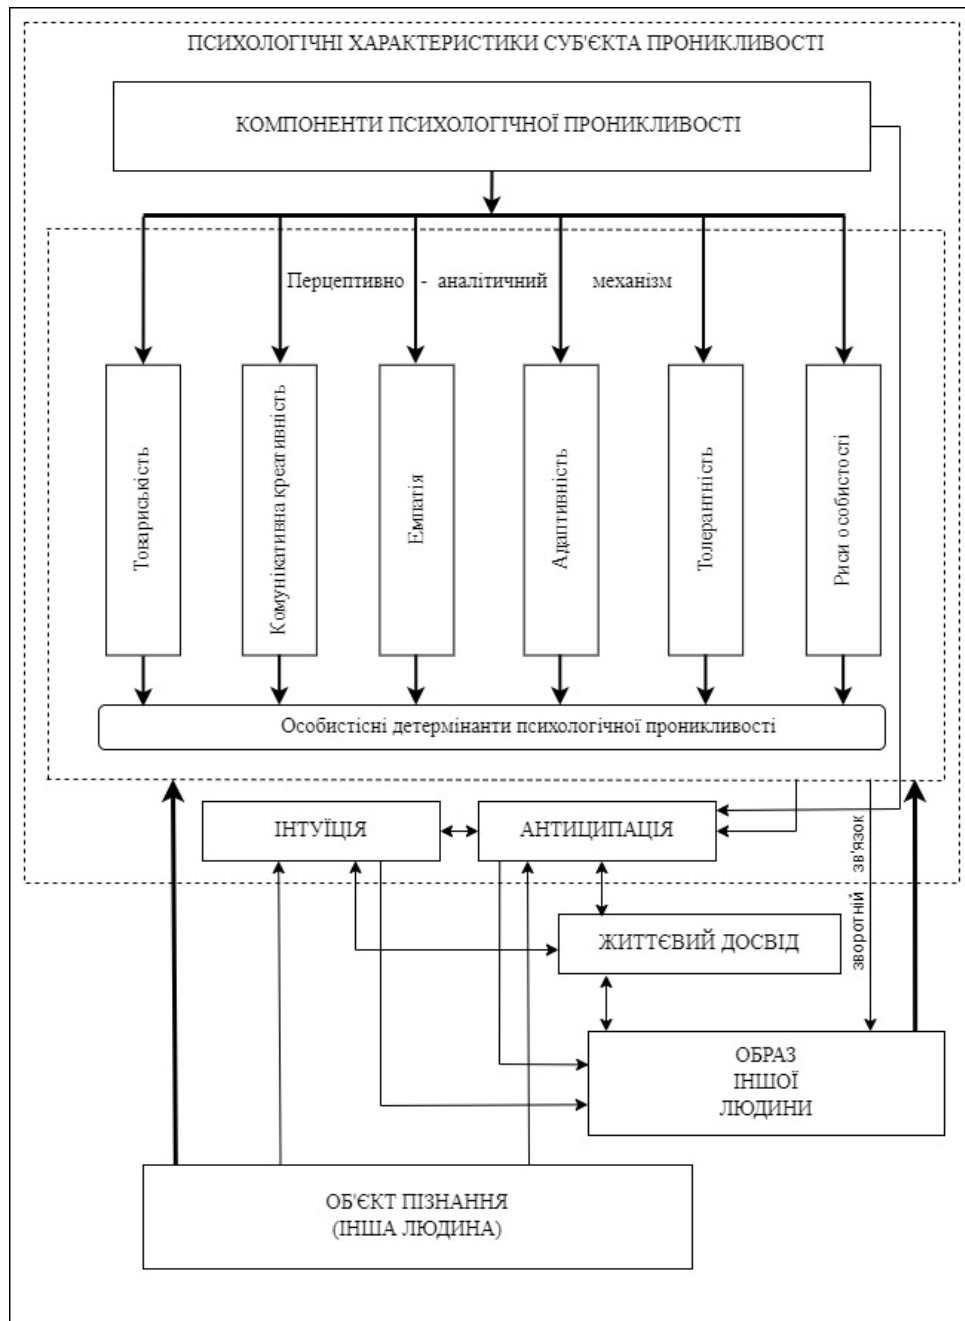 ПСИХОЛОГІЧНІ ХАРАКТЕРИСТИКИ СУБ'ЄКТА ПРОНИКЛИВОСТІ
КОМПОНЕНТИ ПСИХОЛОГІЧНОЇ ПРОНИКЛИВОСТІ
Перцептивно - аналітичний механізм
Товариськість
Комунікативна креативність
Емпатія
Адаптивність
Толерантність
Риси особистості
Особистісні детермінанти психологічної проникливості
ІНТУЇЦІЯ
АНТИЦИПАЦІЯ
зворотній зв'язок
ЖИТТЄВИЙ ДОСВІД
ОБРАЗ
ІНШОЇ
ЛЮДИНИ
ОБ'ЄКТ ПІЗНАННЯ
(ІНША ЛЮДИНА)